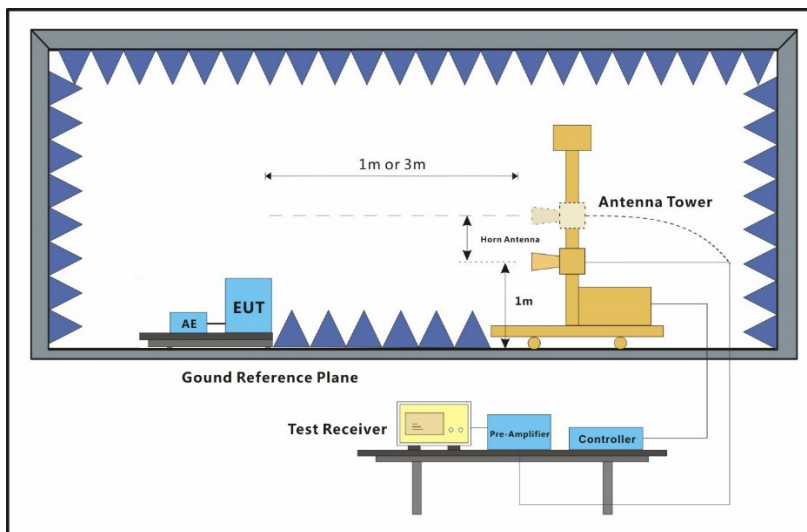 1m or 3m
Antenna Tower
Horn Antenna
1m
EUT
AE
Gound Reference Plane
Test Receiver
Pre-Amplifier
Controller